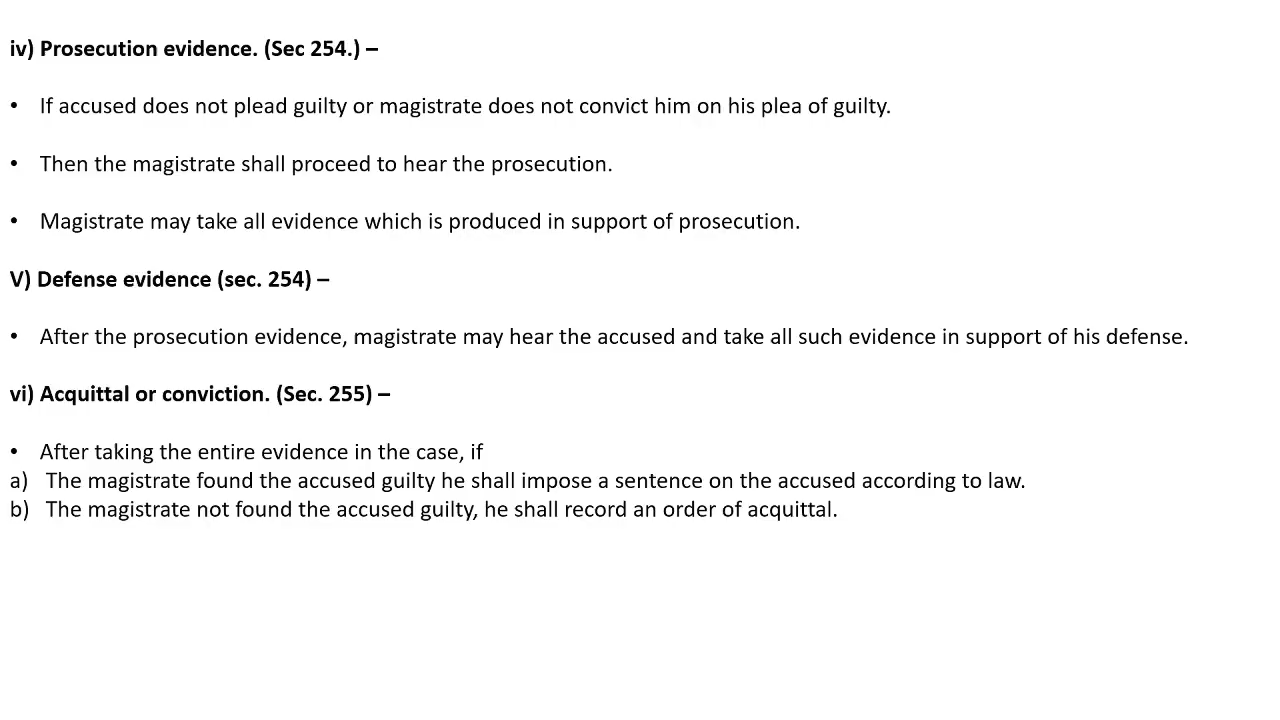 iv) Prosecution evidence. (Sec 254.) –
• If accused does not plead guilty or magistrate does not convict him on his plea of guilty.
• Then the magistrate shall proceed to hear the prosecution.
• Magistrate may take all evidence which is produced in support of prosecution.
V) Defense evidence (sec. 254) –
• After the prosecution evidence, magistrate may hear the accused and take all such evidence in support of his defense.
vi) Acquittal or conviction. (Sec. 255) –
• After taking the entire evidence in the case, if
a) The magistrate found the accused guilty he shall impose a sentence on the accused according to law.
b) The magistrate not found the accused guilty, he shall record an order of acquittal.